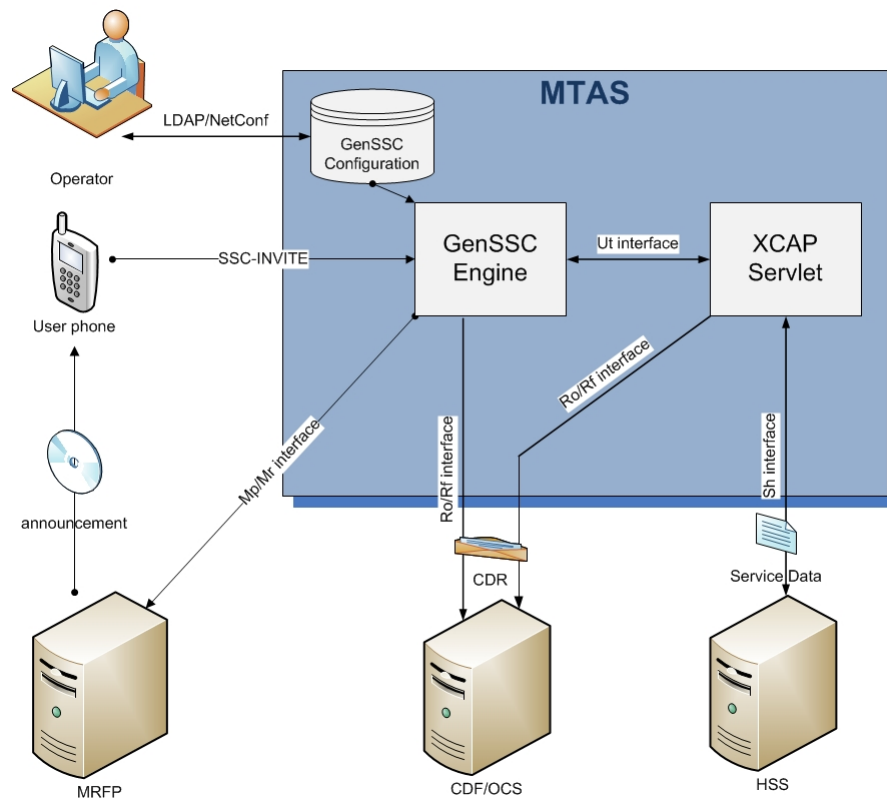 MTAS
LDAP/NetConf
GenSSC
Configuration
Operator
GenSSC
Engine
Ut interface
XCAP
Servlet
SSC-INVITE
User phone
Ro/Rf interface
Mp/Mr interface
Ro/Rf interface
Sh interface
announcement
CDR
Service Data
MRFP
CDF/OCS
HSS